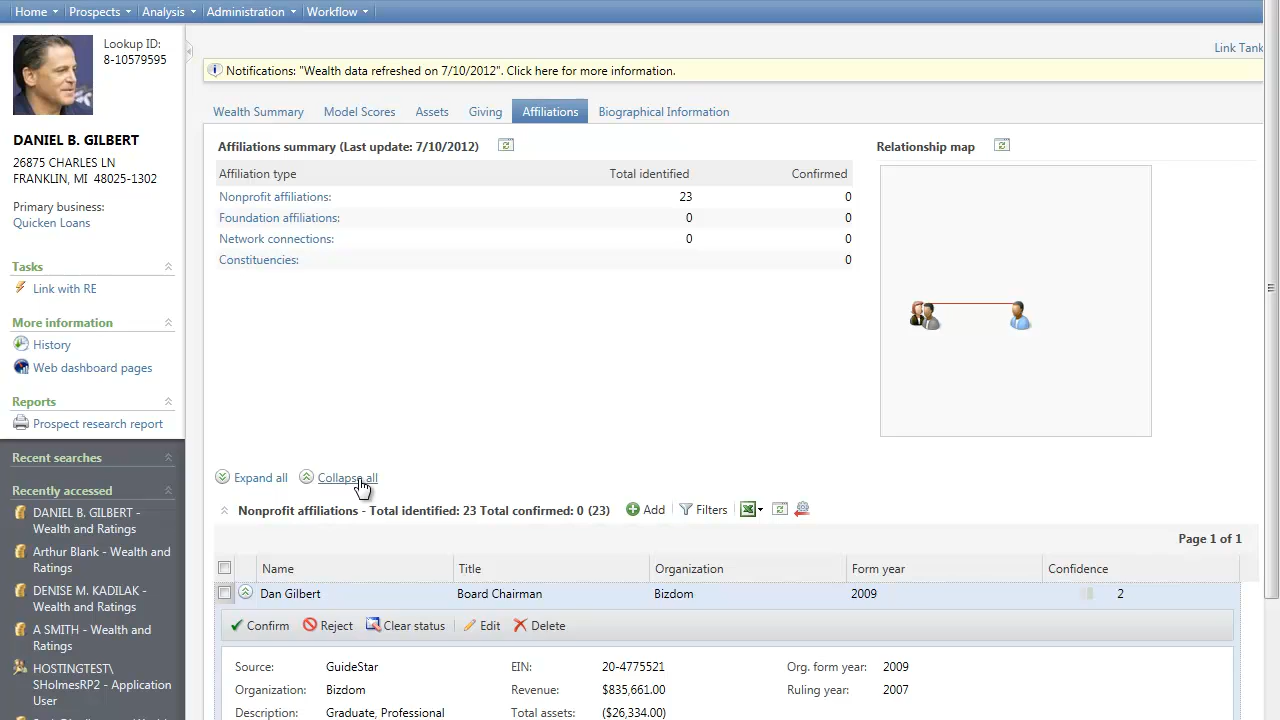 Home Prospects Analysis Administration Workflow
Lookup ID:
8-10579595
DANIEL B. GILBERT
26875 CHARLES LN
FRANKLIN, MI 48025-1302
Primary business:
Quicken Loans
Tasks
Link with RE
More information
History
Web dashboard pages
Reports
Prospect research report
Recent searches
Recently accessed
DANIEL B. GILBERT -
Wealth and Ratings
Arthur Blank - Wealth and
Ratings
DENISE M. KADILAK -
Wealth and Ratings
A SMITH - Wealth and
Ratings
HOSTINGTEST\
SHolmesRP2 - Application
User
Link Tank
Notifications: "Wealth data refreshed on 7/10/2012". Click here for more information.
Wealth Summary Model Scores Assets Giving Affiliations Biographical Information
Affiliations summary (Last update: 7/10/2012)
Relationship map
Affiliation type Total identified Confirmed
Nonprofit affiliations: 23 0
Foundation affiliations: 0 0
Network connections: 0 0
Constituencies: 0
Expand all Collapse all
Nonprofit affiliations - Total identified: 23 Total confirmed: 0 (23) Add Filters
Page 1 of 1
Name Title Organization Form year Confidence
Dan Gilbert Board Chairman Bizdom 2009 2
Confirm Reject Clear status Edit Delete
Source: GuideStar EIN: 20-4775521 Org. form year: 2009
Organization: Bizdom Revenue: $835,661.00 Ruling year: 2007
Description: Graduate, Professional Total assets: ($26,334.00)